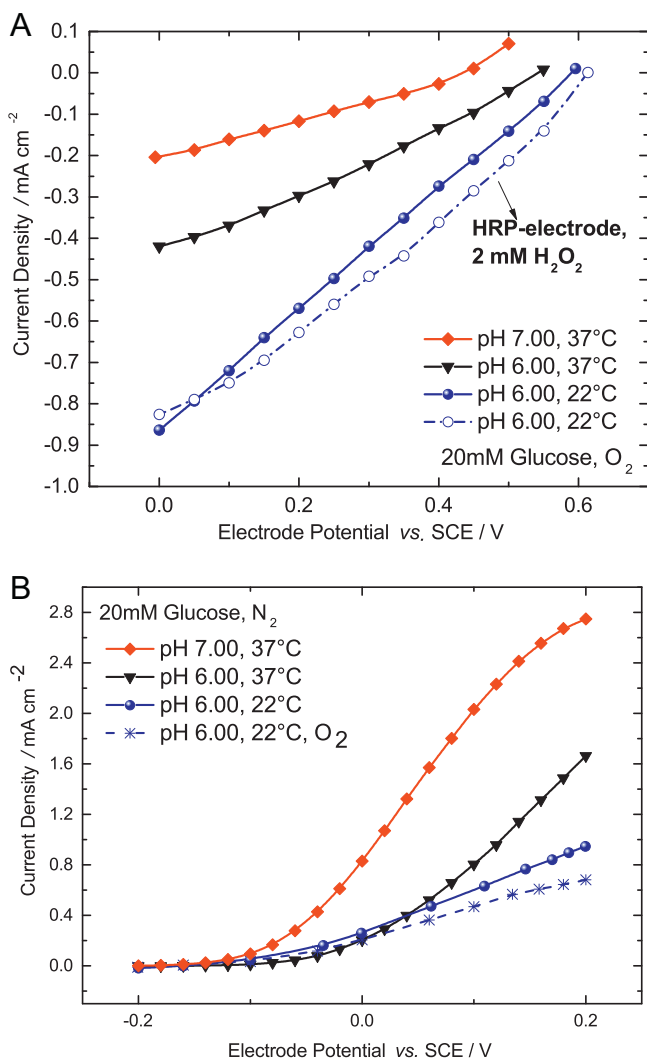 A
0.1
0.0
-0.1
-0.2
-0.3
-0.4
-0.5
-0.6
-0.7
-0.8
-0.9
-1.0
Current Density / mA cm⁻²
HRP-electrode,
2 mM H₂O₂
pH 7.00, 37°C
pH 6.00, 37°C
pH 6.00, 22°C
pH 6.00, 22°C
20mM Glucose, O₂
0.0 0.2 0.4 0.6
Electrode Potential vs. SCE / V
B
20mM Glucose, N₂
pH 7.00, 37°C
pH 6.00, 37°C
pH 6.00, 22°C
pH 6.00, 22°C, O₂
2.8
2.4
2.0
1.6
1.2
0.8
0.4
0.0
Current Density / mA cm-2
-0.2 0.0 0.2
Electrode Potential vs. SCE / V